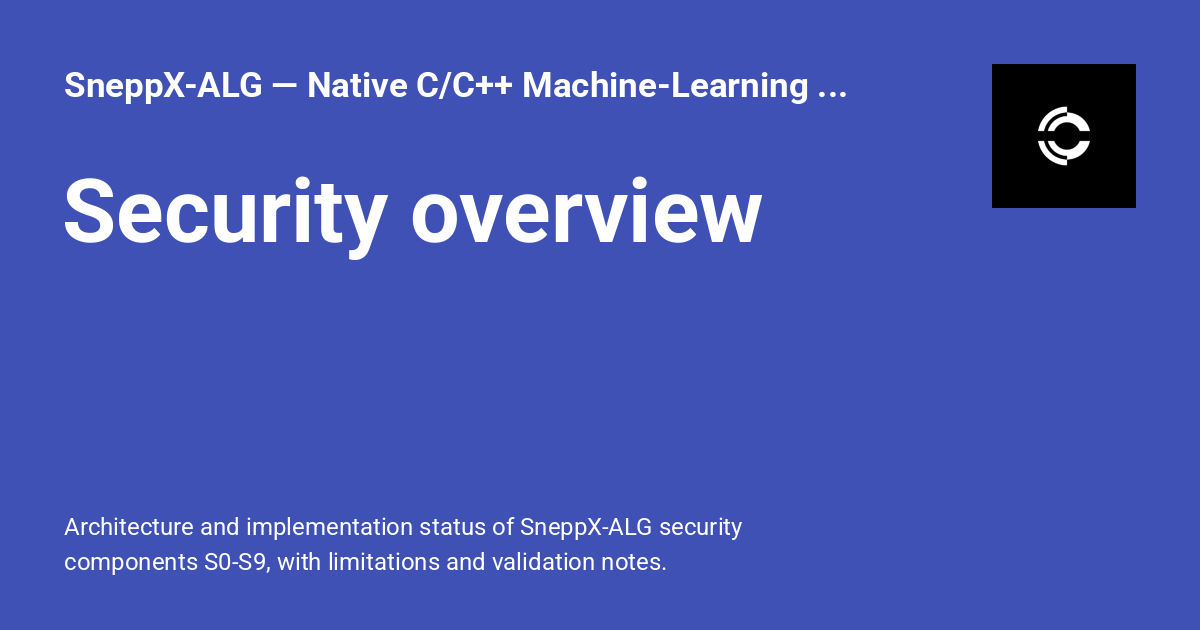 SneppX-ALG — Native C/C++ Machine-Learning ...
Security overview
Architecture and implementation status of SneppX-ALG security
components S0-S9, with limitations and validation notes.